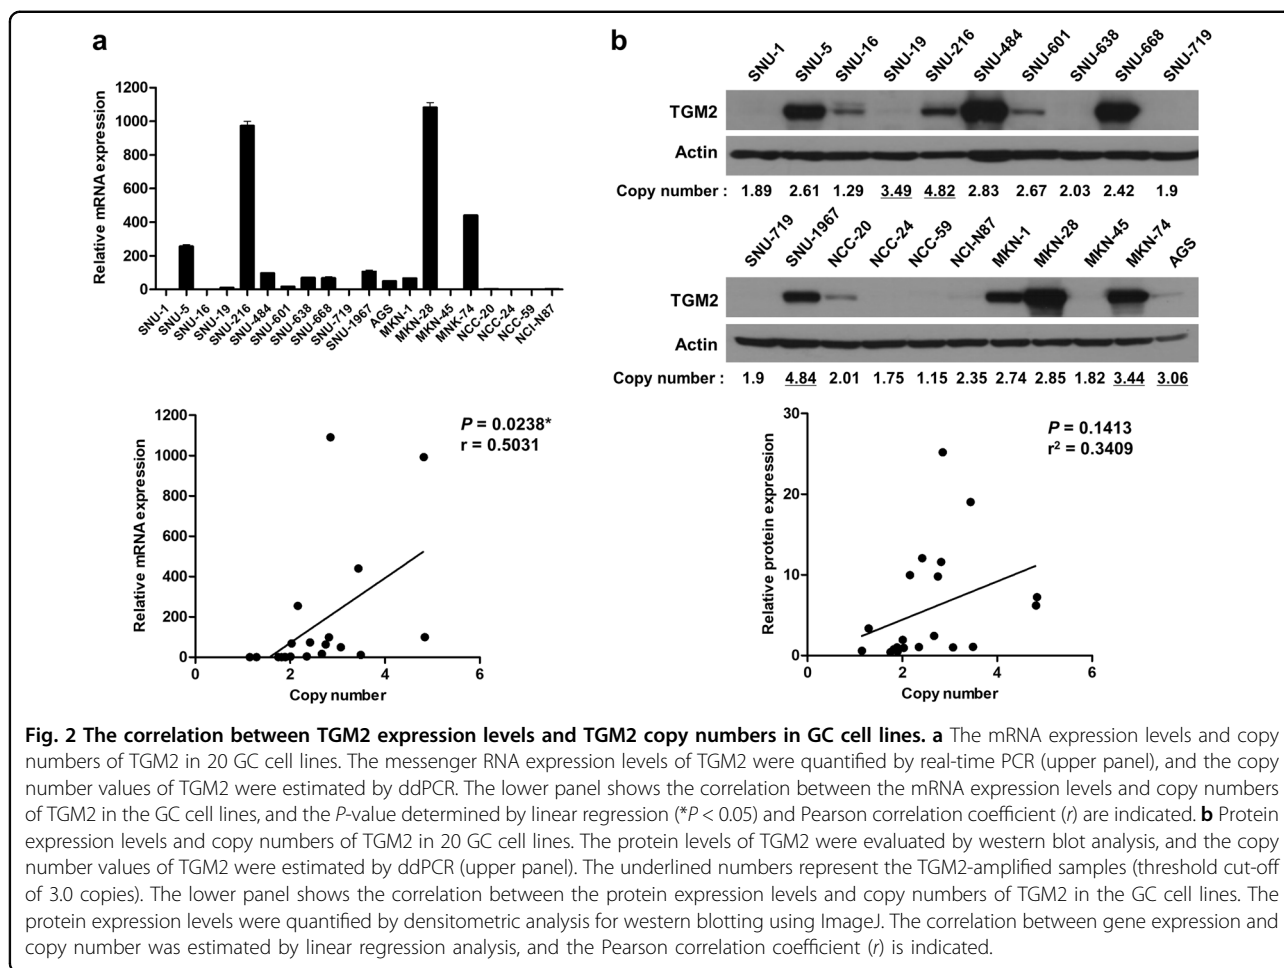 a
Relative mRNA expression
1200
1000
800
600
400
200
0
SNU-1
SNU-5
SNU-16
SNU-19
SNU-216
SNU-484
SNU-601
SNU-638
SNU-668
SNU-719
SNU-1967
AGS
MKN-1
MKN-28
MKN-45
MNK-74
NCC-20
NCC-24
NCC-59
NCI-N87
1200
1000
800
600
400
200
0
Relative mRNA expression
P = 0.0238*
r = 0.5031
0 2 4 6
Copy number
b
SNU-1 SNU-5 SNU-16 SNU-19 SNU-216 SNU-484 SNU-601 SNU-638 SNU-668 SNU-719
TGM2
Actin
Copy number : 1.89 2.61 1.29 3.49 4.82 2.83 2.67 2.03 2.42 1.9
SNU-719 SNU-1967 NCC-20 NCC-24 NCC-59 NCI-N87 MKN-1 MKN-28 MKN-45 MKN-74 AGS
TGM2
Actin
Copy number : 1.9 4.84 2.01 1.75 1.15 2.35 2.74 2.85 1.82 3.44 3.06
30
20
10
0
Relative protein expression
P = 0.1413
r² = 0.3409
0 2 4 6
Copy number
Fig. 2 The correlation between TGM2 expression levels and TGM2 copy numbers in GC cell lines. a The mRNA expression levels and copy
numbers of TGM2 in 20 GC cell lines. The messenger RNA expression levels of TGM2 were quantified by real-time PCR (upper panel), and the copy
number values of TGM2 were estimated by ddPCR. The lower panel shows the correlation between the mRNA expression levels and copy numbers
of TGM2 in the GC cell lines, and the P-value determined by linear regression (*P < 0.05) and Pearson correlation coefficient (r) are indicated. b Protein
expression levels and copy numbers of TGM2 in 20 GC cell lines. The protein levels of TGM2 were evaluated by western blot analysis, and the copy
number values of TGM2 were estimated by ddPCR (upper panel). The underlined numbers represent the TGM2-amplified samples (threshold cut-off
of 3.0 copies). The lower panel shows the correlation between the protein expression levels and copy numbers of TGM2 in the GC cell lines. The
protein expression levels were quantified by densitometric analysis for western blotting using ImageJ. The correlation between gene expression and
copy number was estimated by linear regression analysis, and the Pearson correlation coefficient (r) is indicated.